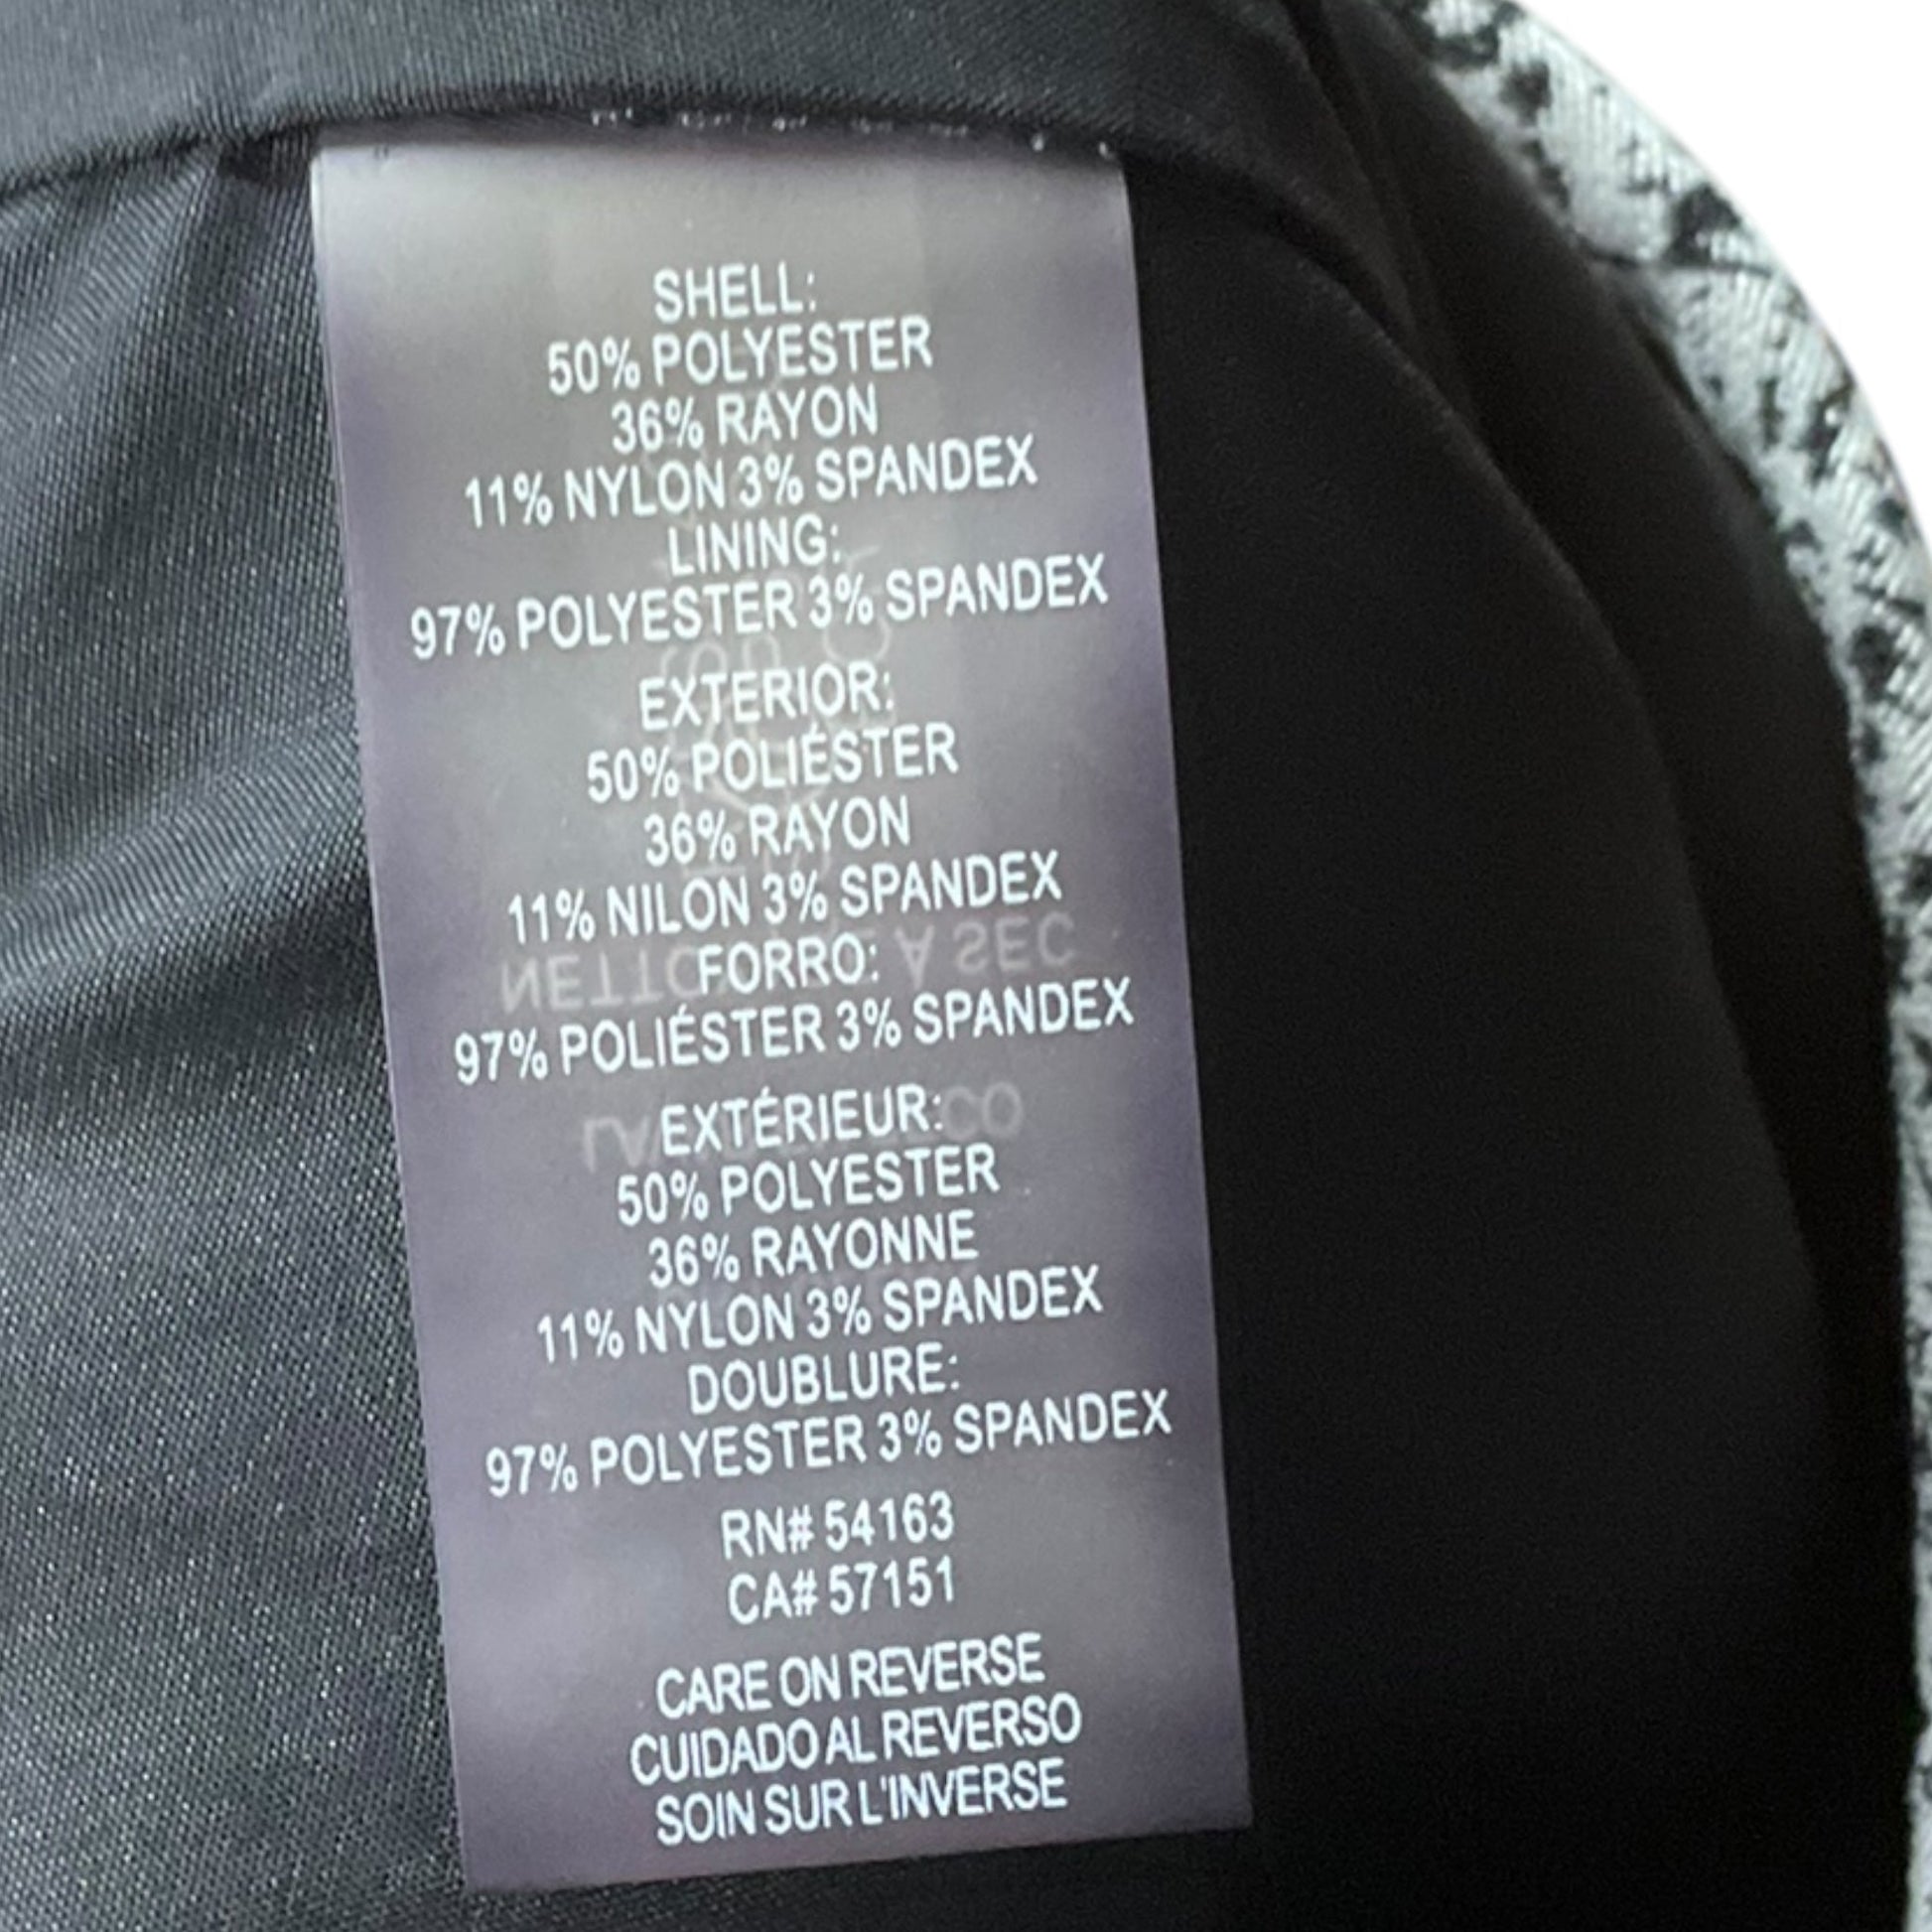 SHELL:
50% POLYESTER
36% RAYON
11% NYLON 3% SPANDEX
LINING:
97% POLYESTER 3% SPANDEX
EXTERIOR:
50% POLIÉSTER
36% RAYON
11% NILON 3% SPANDEX
FORRO:
97% POLIÉSTER 3% SPANDEX
EXTÉRIEUR:
50% POLYESTER
36% RAYONNE
11% NYLON 3% SPANDEX
DOUBLURE:
97% POLYESTER 3% SPANDEX
RN# 54163
CA# 57151
CARE ON REVERSE
CUIDADO AL REVERSO
SOIN SUR L'INVERSE